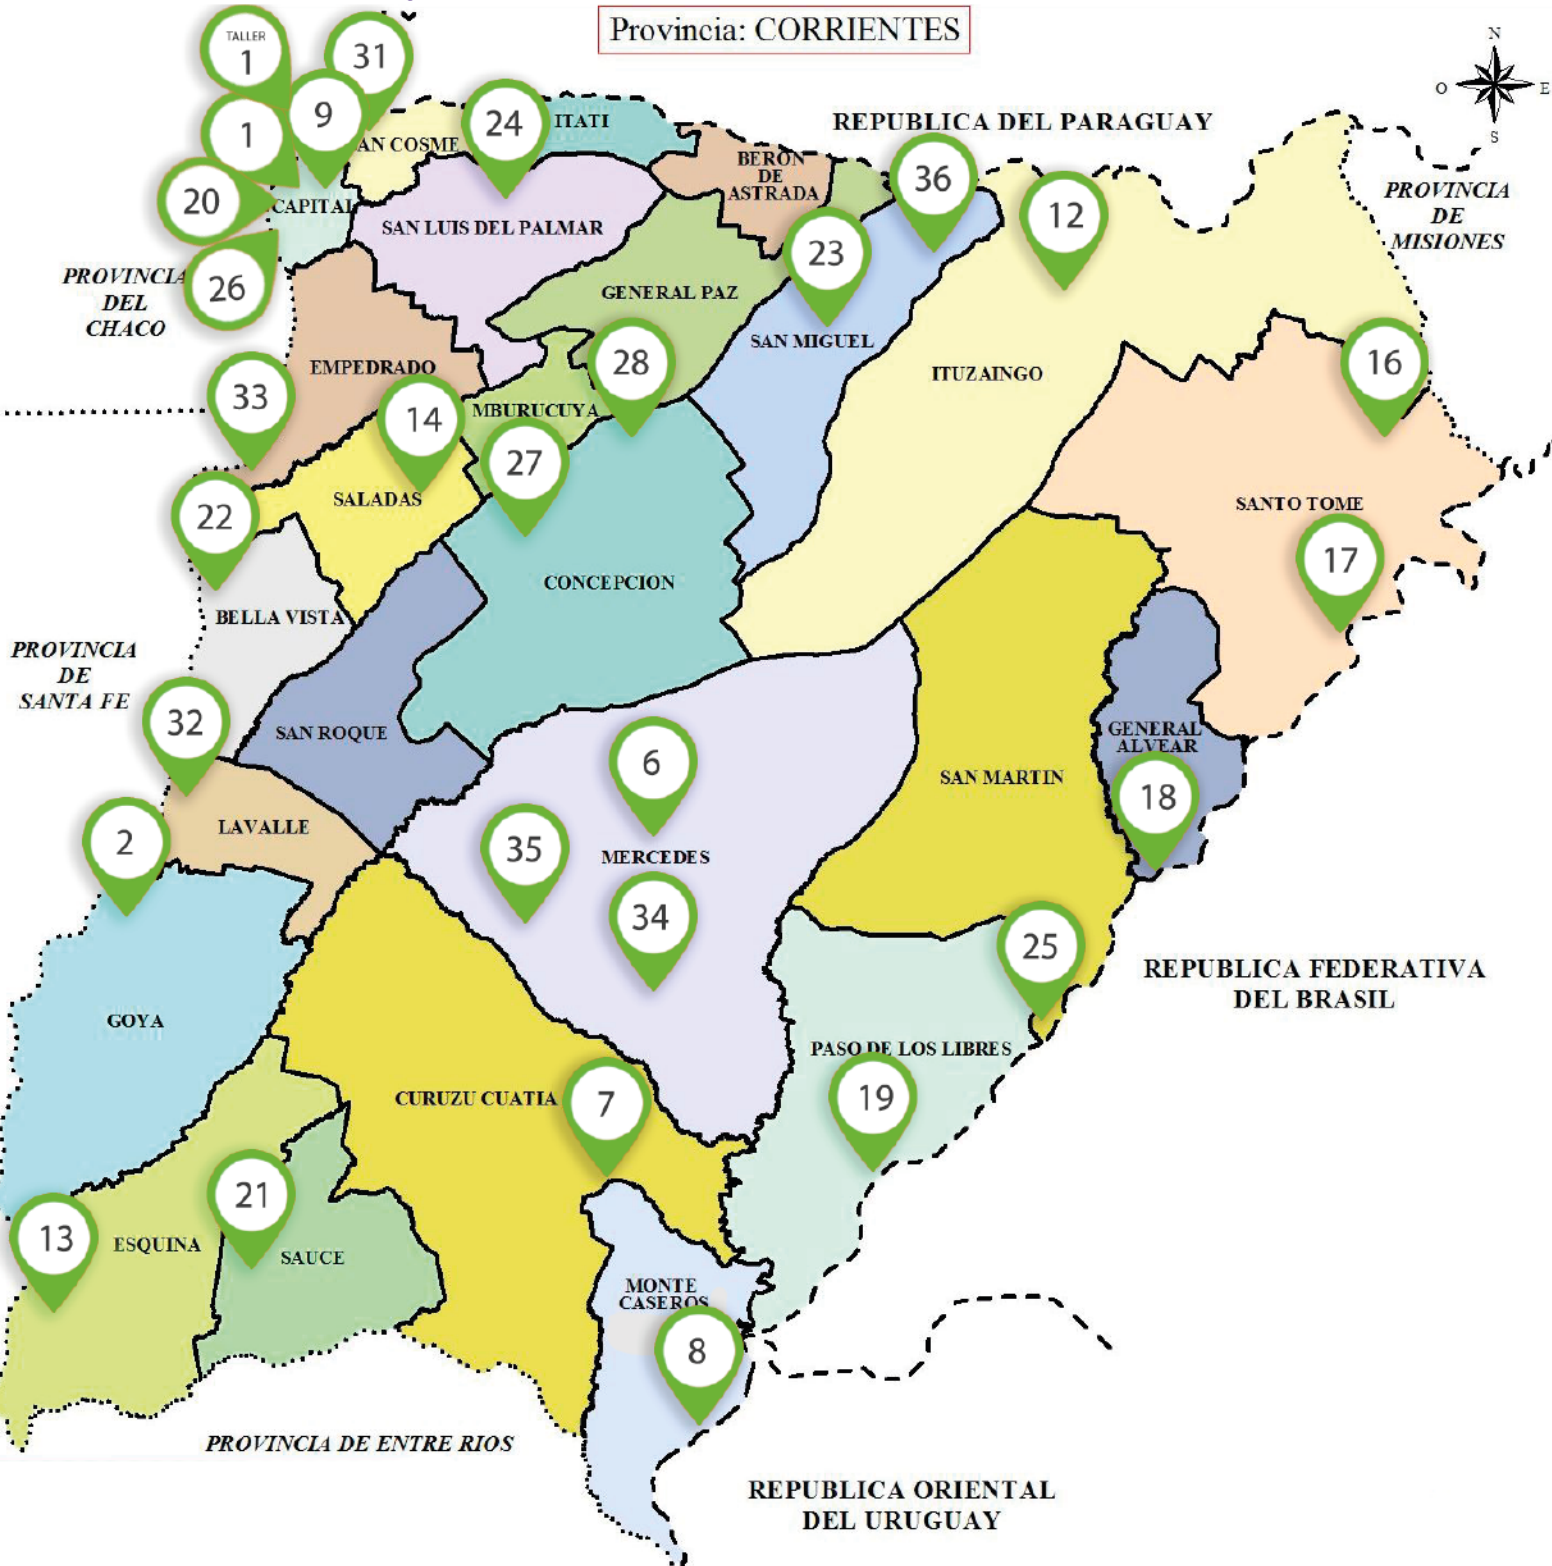 Provincia: CORRIENTES
TALLER
1
31
9
1
24
ITATI
N
O
E
S
REPUBLICA DEL PARAGUAY
AN COSME
BERON
DE
ASTRADA
36
12
PROVINCIA
DE
MISIONES
20
CAPITAL
SAN LUIS DEL PALMAR
23
26
PROVINCIA
DEL
CHACO
GENERAL PAZ
SAN MIGUEL
28
16
EMPEDRADO
ITUZAINGO
33
14
MBURUCUYA
27
SALADAS
22
SANTO TOME
17
CONCEPCION
BELLA VISTA
PROVINCIA
DE
SANTA FE
32
SAN ROQUE
GENERAL
ALVEAR
6
SAN MARTIN
18
LAVALLE
2
35
MERCEDES
34
25
REPUBLICA FEDERATIVA
DEL BRASIL
GOYA
PASO DE LOS LIBRES
CURUZU CUATIA
7
19
21
13
ESQUINA
SAUCE
MONTE
CASEROS
8
PROVINCIA DE ENTRE RIOS
REPUBLICA ORIENTAL
DEL URUGUAY